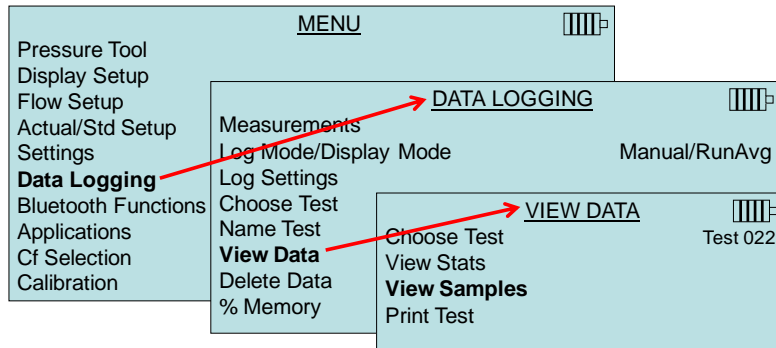 MENU
Pressure Tool
Display Setup
Flow Setup
Actual/Std Setup
Settings
Data Logging
Bluetooth Functions
Applications
Cf Selection
Calibration
DATA LOGGING
Measurements
Log Mode/Display Mode Manual/RunAvg
Log Settings
Choose Test
Name Test
View Data
Delete Data
% Memory
VIEW DATA
Choose Test Test 022
View Stats
View Samples
Print Test